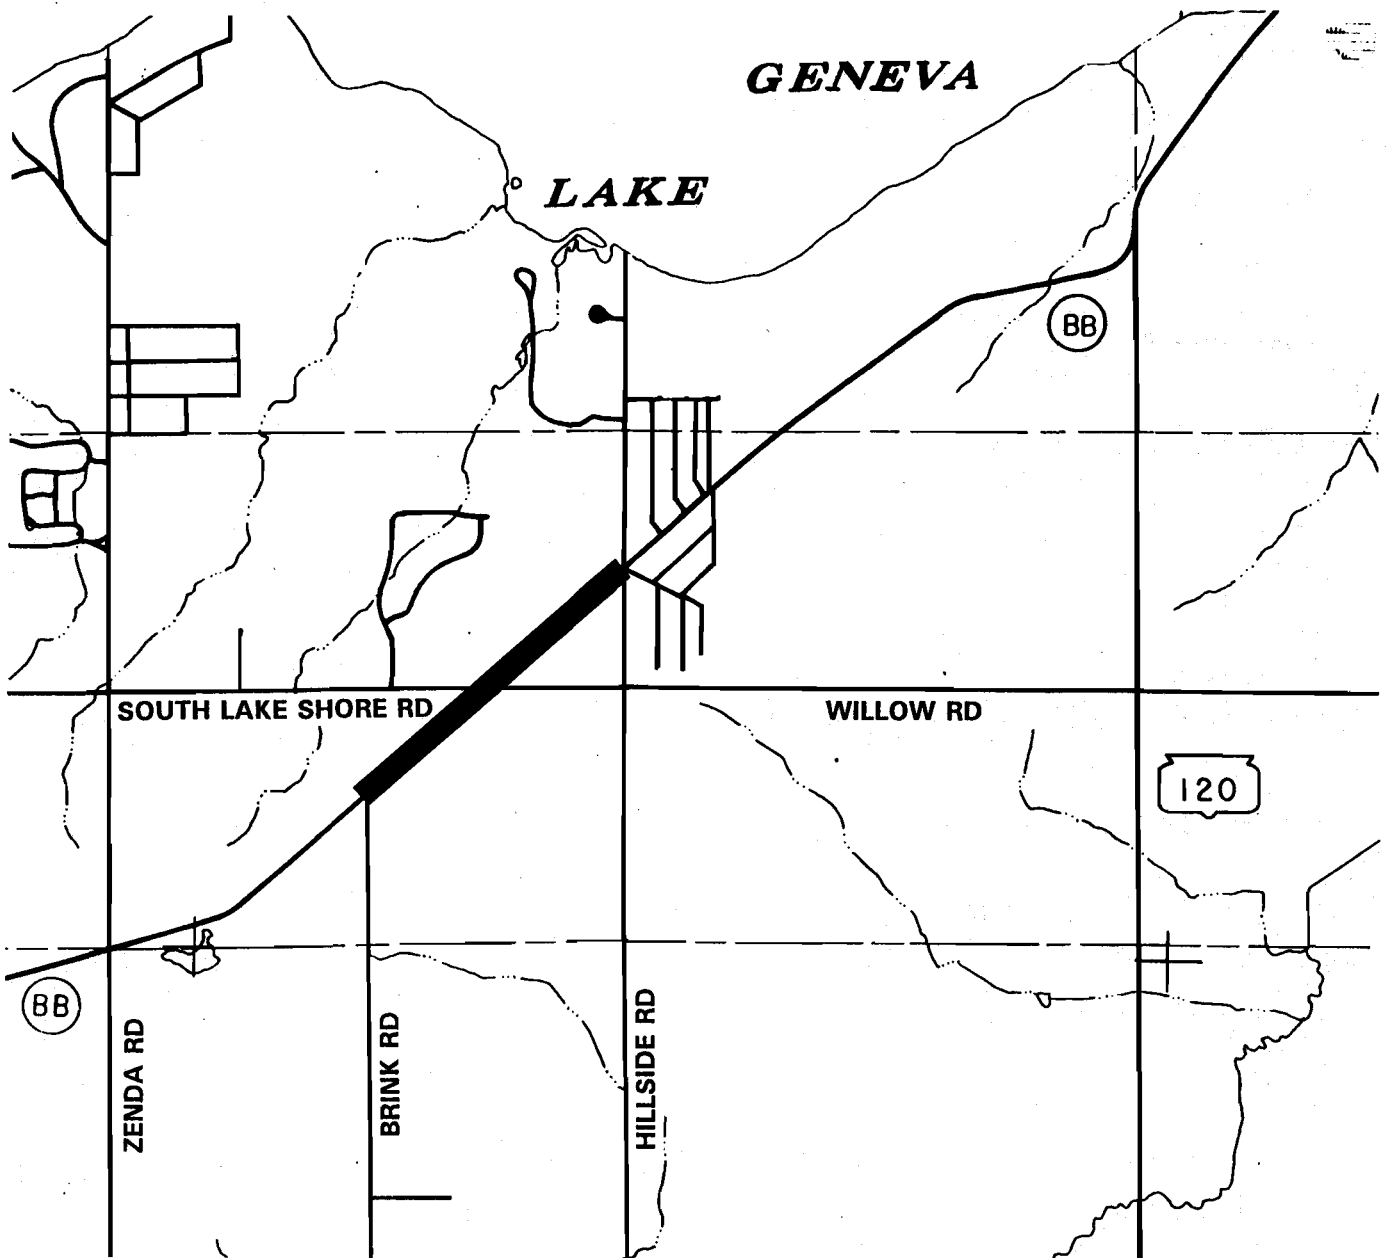 GENEVA
LAKE
BB
SOUTH LAKE SHORE RD
WILLOW RD
120
BB
ZENDA RD
BRINK RD
HILLSIDE RD